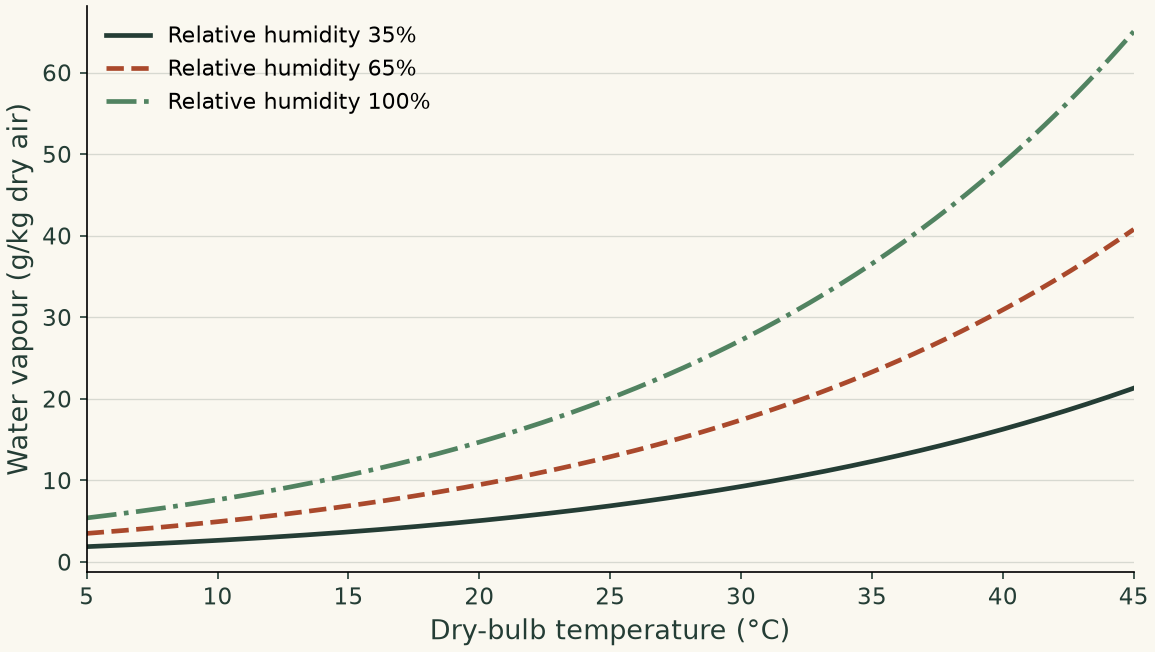 Relative humidity 35%
Relative humidity 65%
Relative humidity 100%
Water vapour (g/kg dry air)
60
50
40
30
20
10
0
5 10 15 20 25 30 35 40 45
Dry-bulb temperature (°C)